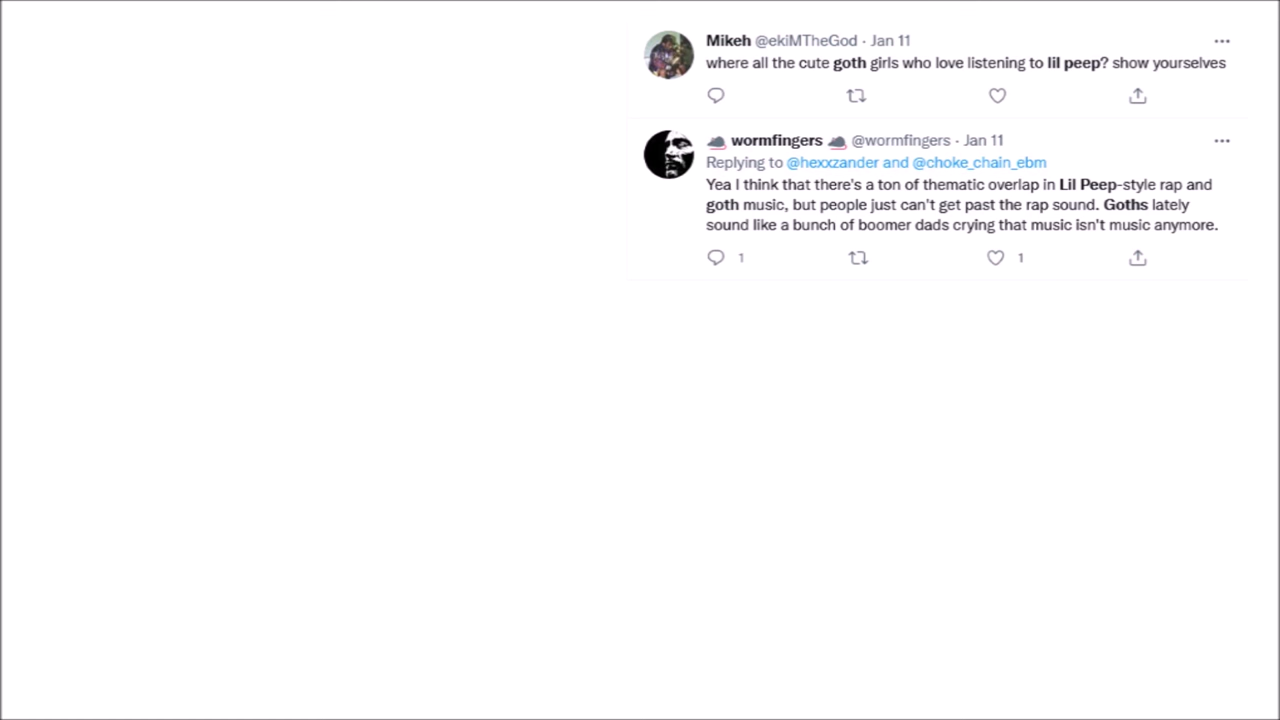 Mikeh @ekiMTheGod · Jan 11
where all the cute goth girls who love listening to lil peep? show yourselves
wormfingers @wormfingers · Jan 11
Replying to @hexxzander and @choke_chain_ebm
Yea I think that there's a ton of thematic overlap in Lil Peep-style rap and
goth music, but people just can't get past the rap sound. Goths lately
sound like a bunch of boomer dads crying that music isn't music anymore.
1 1